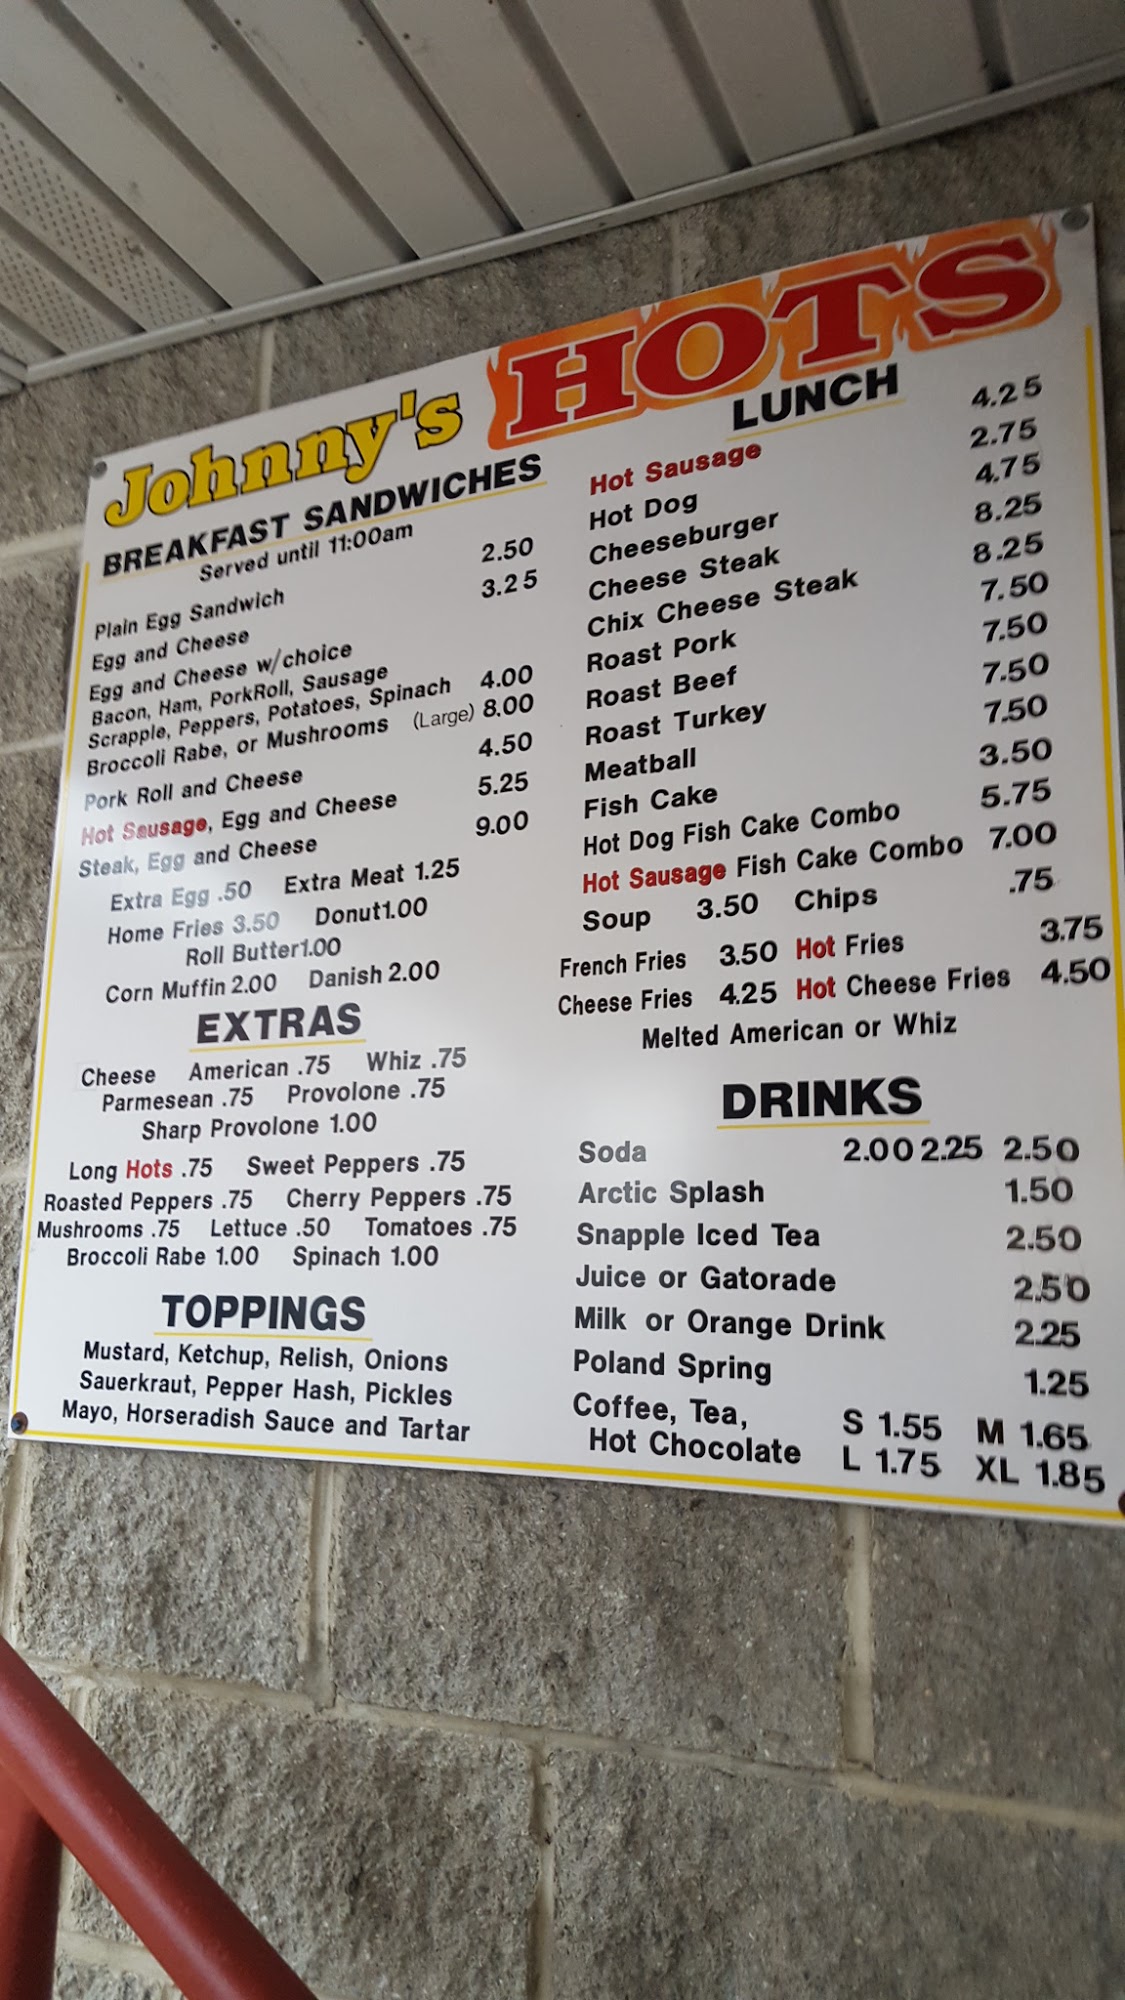 Johnny's HOTS
BREAKFAST SANDWICHES
Served until 11:00am
Plain Egg Sandwich 2.50
Egg and Cheese 3.25
Egg and Cheese w/choice
Bacon, Ham, PorkRoll, Sausage
Scrapple, Peppers, Potatoes, Spinach 4.00
Broccoli Rabe, or Mushrooms (Large) 8.00
Pork Roll and Cheese 4.50
Hot Sausage, Egg and Cheese 5.25
Steak, Egg and Cheese 9.00
Extra Egg .50 Extra Meat 1.25
Home Fries 3.50 Donut1.00
Roll Butter1.00
Corn Muffin 2.00 Danish 2.00
EXTRAS
Cheese American .75 Whiz .75
Parmesean .75 Provolone .75
Sharp Provolone 1.00
Long Hots .75 Sweet Peppers .75
Roasted Peppers .75 Cherry Peppers .75
Mushrooms .75 Lettuce .50 Tomatoes .75
Broccoli Rabe 1.00 Spinach 1.00
TOPPINGS
Mustard, Ketchup, Relish, Onions
Sauerkraut, Pepper Hash, Pickles
Mayo, Horseradish Sauce and Tartar
LUNCH
Hot Sausage 4.25
Hot Dog 2.75
Cheeseburger 4.75
Cheese Steak 8.25
Chix Cheese Steak 8.25
Roast Pork 7.50
Roast Beef 7.50
Roast Turkey 7.50
Meatball 7.50
Fish Cake 3.50
Hot Dog Fish Cake Combo 5.75
Hot Sausage Fish Cake Combo 7.00
Soup 3.50 Chips .75
French Fries 3.50 Hot Fries 3.75
Cheese Fries 4.25 Hot Cheese Fries 4.50
Melted American or Whiz
DRINKS
Soda 2.00 2.25 2.50
Arctic Splash 1.50
Snapple Iced Tea 2.50
Juice or Gatorade 2.50
Milk or Orange Drink 2.25
Poland Spring 1.25
Coffee, Tea, S 1.55 M 1.65
Hot Chocolate L 1.75 XL 1.85